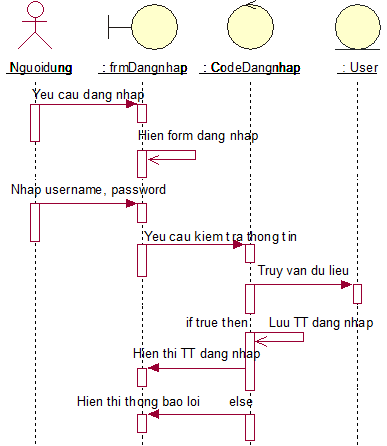 : Nguoidung : frmDangnhap : CodeDangnhap : User
Yeu cau dang nhap
Hien form dang nhap
Nhap username, password
Yeu cau kiem tra thong tin
Truy van du lieu
if true then Luu TT dang nhap
Hien thi TT dang nhap
Hien thi thong bao loi else